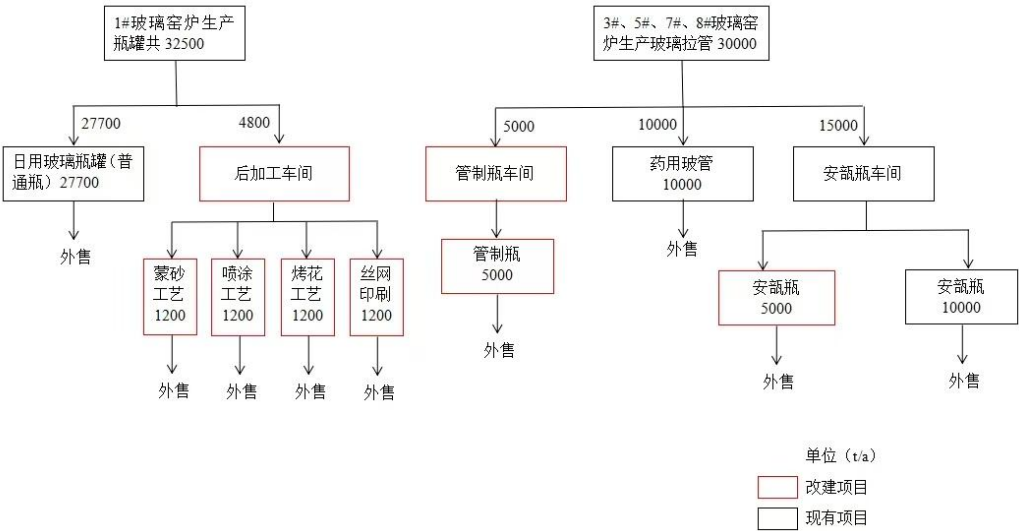 1#玻璃窑炉生产
瓶罐共 32500
3#、5#、7#、8#玻璃窑
炉生产玻璃拉管 30000
27700
4800
5000
10000
15000
日用玻璃瓶罐（普
通瓶）27700
后加工车间
管制瓶车间
药用玻管
10000
安瓿瓶车间
外售
管制瓶
5000
外售
蒙砂
工艺
1200
喷涂
工艺
1200
烤花
工艺
1200
丝网
印刷
1200
安瓿瓶
5000
安瓿瓶
10000
外售
外售
外售
外售
外售
外售
外售
单位（t/a）
改建项目
现有项目